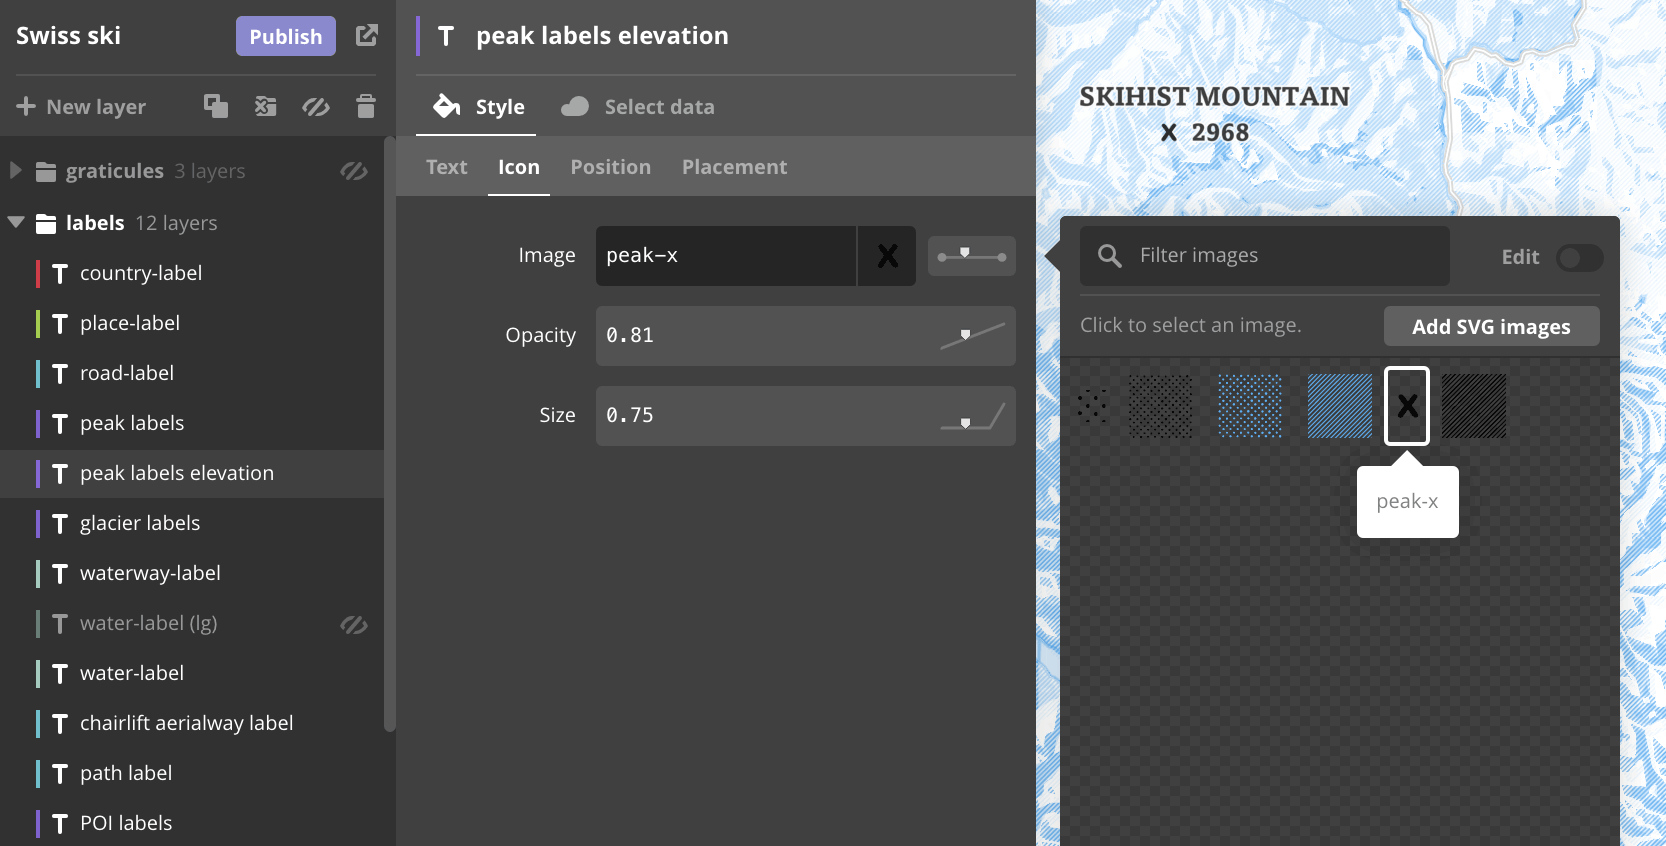 Swiss ski
Publish
New layer
graticules 3 layers
labels 12 layers
country-label
place-label
road-label
peak labels
peak labels elevation
glacier labels
waterway-label
water-label (lg)
water-label
chairlift aerialway label
path label
POI labels
peak labels elevation
Style
Select data
Text
Icon
Position
Placement
Image
peak-x
Opacity
0.81
Size
0.75
SKIHIST MOUNTAIN
2968
Filter images
Edit
Click to select an image.
Add SVG images
peak-x